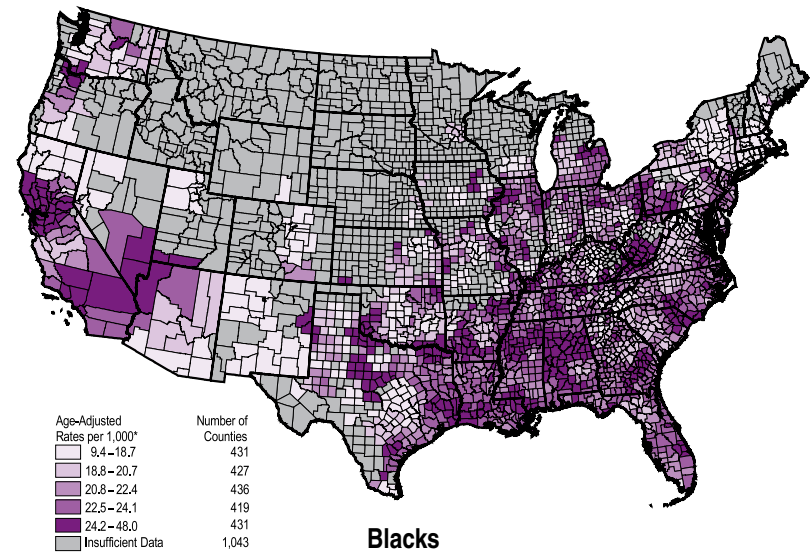 Age-Adjusted Number of
Rates per 1,000* Counties
9.4–18.7 431
18.8–20.7 427
20.8–22.4 436
22.5–24.1 419
24.2–48.0 431
Insufficient Data 1,043
Blacks